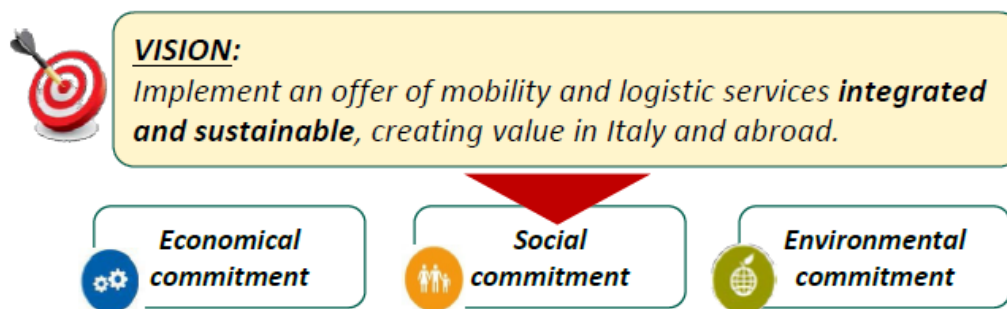 VISION:
Implement an offer of mobility and logistic services integrated
and sustainable, creating value in Italy and abroad.
Economical
commitment
Social
commitment
Environmental
commitment